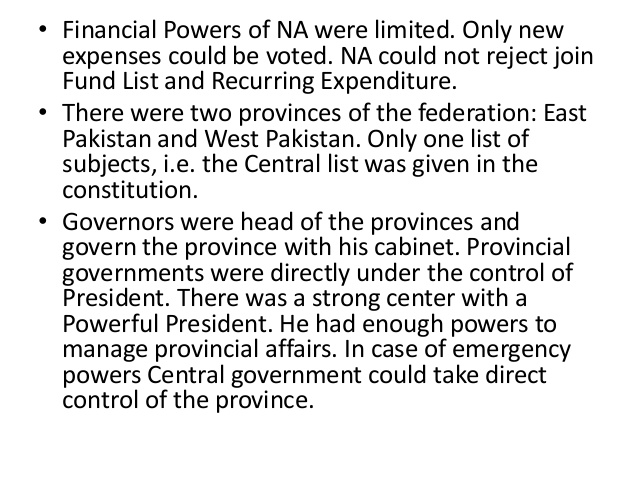 • Financial Powers of NA were limited. Only new
expenses could be voted. NA could not reject join
Fund List and Recurring Expenditure.
• There were two provinces of the federation: East
Pakistan and West Pakistan. Only one list of
subjects, i.e. the Central list was given in the
constitution.
• Governors were head of the provinces and
govern the province with his cabinet. Provincial
governments were directly under the control of
President. There was a strong center with a
Powerful President. He had enough powers to
manage provincial affairs. In case of emergency
powers Central government could take direct
control of the province.